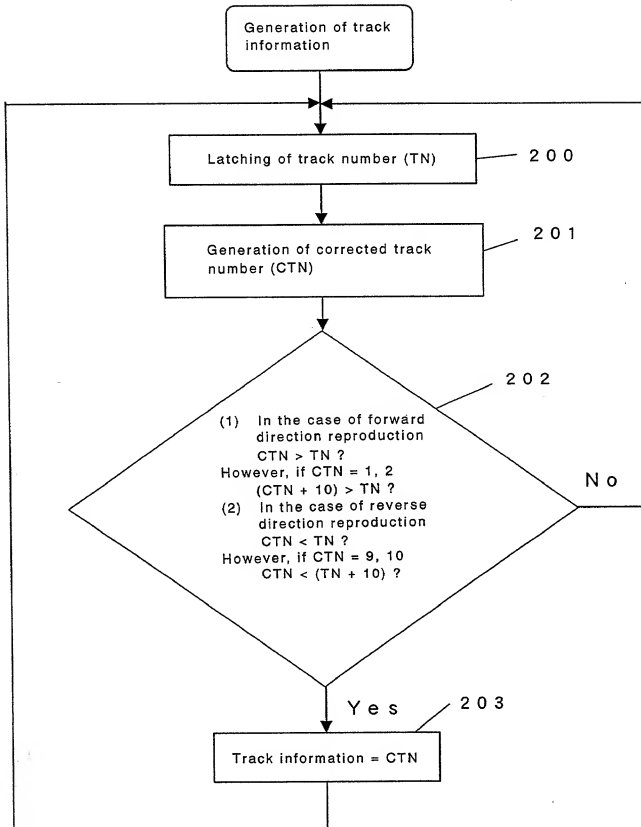 Generation of track
information
Latching of track number (TN)
200
Generation of corrected track
number (CTN)
201
202
(1) In the case of forward
direction reproduction
CTN > TN ?
However, if CTN = 1, 2
(CTN + 10) > TN ?
(2) In the case of reverse
direction reproduction
CTN < TN ?
However, if CTN = 9, 10
CTN < (TN + 10) ?
No
Yes
203
Track information = CTN